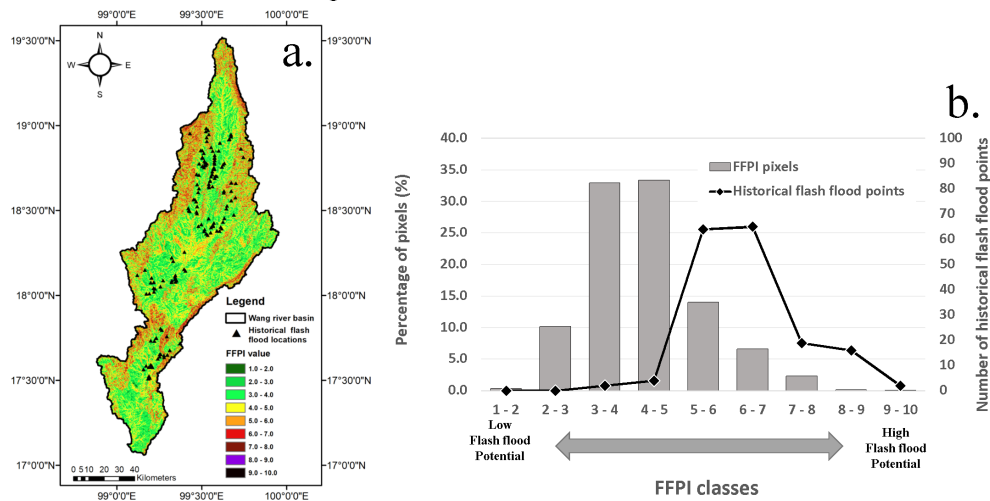 99°0'0"E 99°30'0"E 100°0'0"E
a.
N
W E
S
19°30'0"N 19°30'0"N
19°0'0"N 19°0'0"N
18°30'0"N 18°30'0"N
18°0'0"N 18°0'0"N
17°30'0"N 17°30'0"N
17°0'0"N 17°0'0"N
Legend
Wang river basin
Historical flash
flood locations
FFPI value
1.0 - 2.0
2.0 - 3.0
3.0 - 4.0
4.0 - 5.0
5.0 - 6.0
6.0 - 7.0
7.0 - 8.0
8.0 - 9.0
9.0 - 10.0
0 5 10 20 30 40
Kilometers
99°0'0"E 99°30'0"E 100°0'0"E
b.
Percentage of pixels (%)
40.0
35.0
30.0
25.0
20.0
15.0
10.0
5.0
0.0
FFPI pixels
Historical flash flood points
100
90
80
70
60
50
40
30
20
10
0
Number of historical flash flood points
1 - 2 2 - 3 3 - 4 4 - 5 5 - 6 6 - 7 7 - 8 8 - 9 9 - 10
Low
Flash flood
Potential
High
Flash flood
Potential
FFPI classes